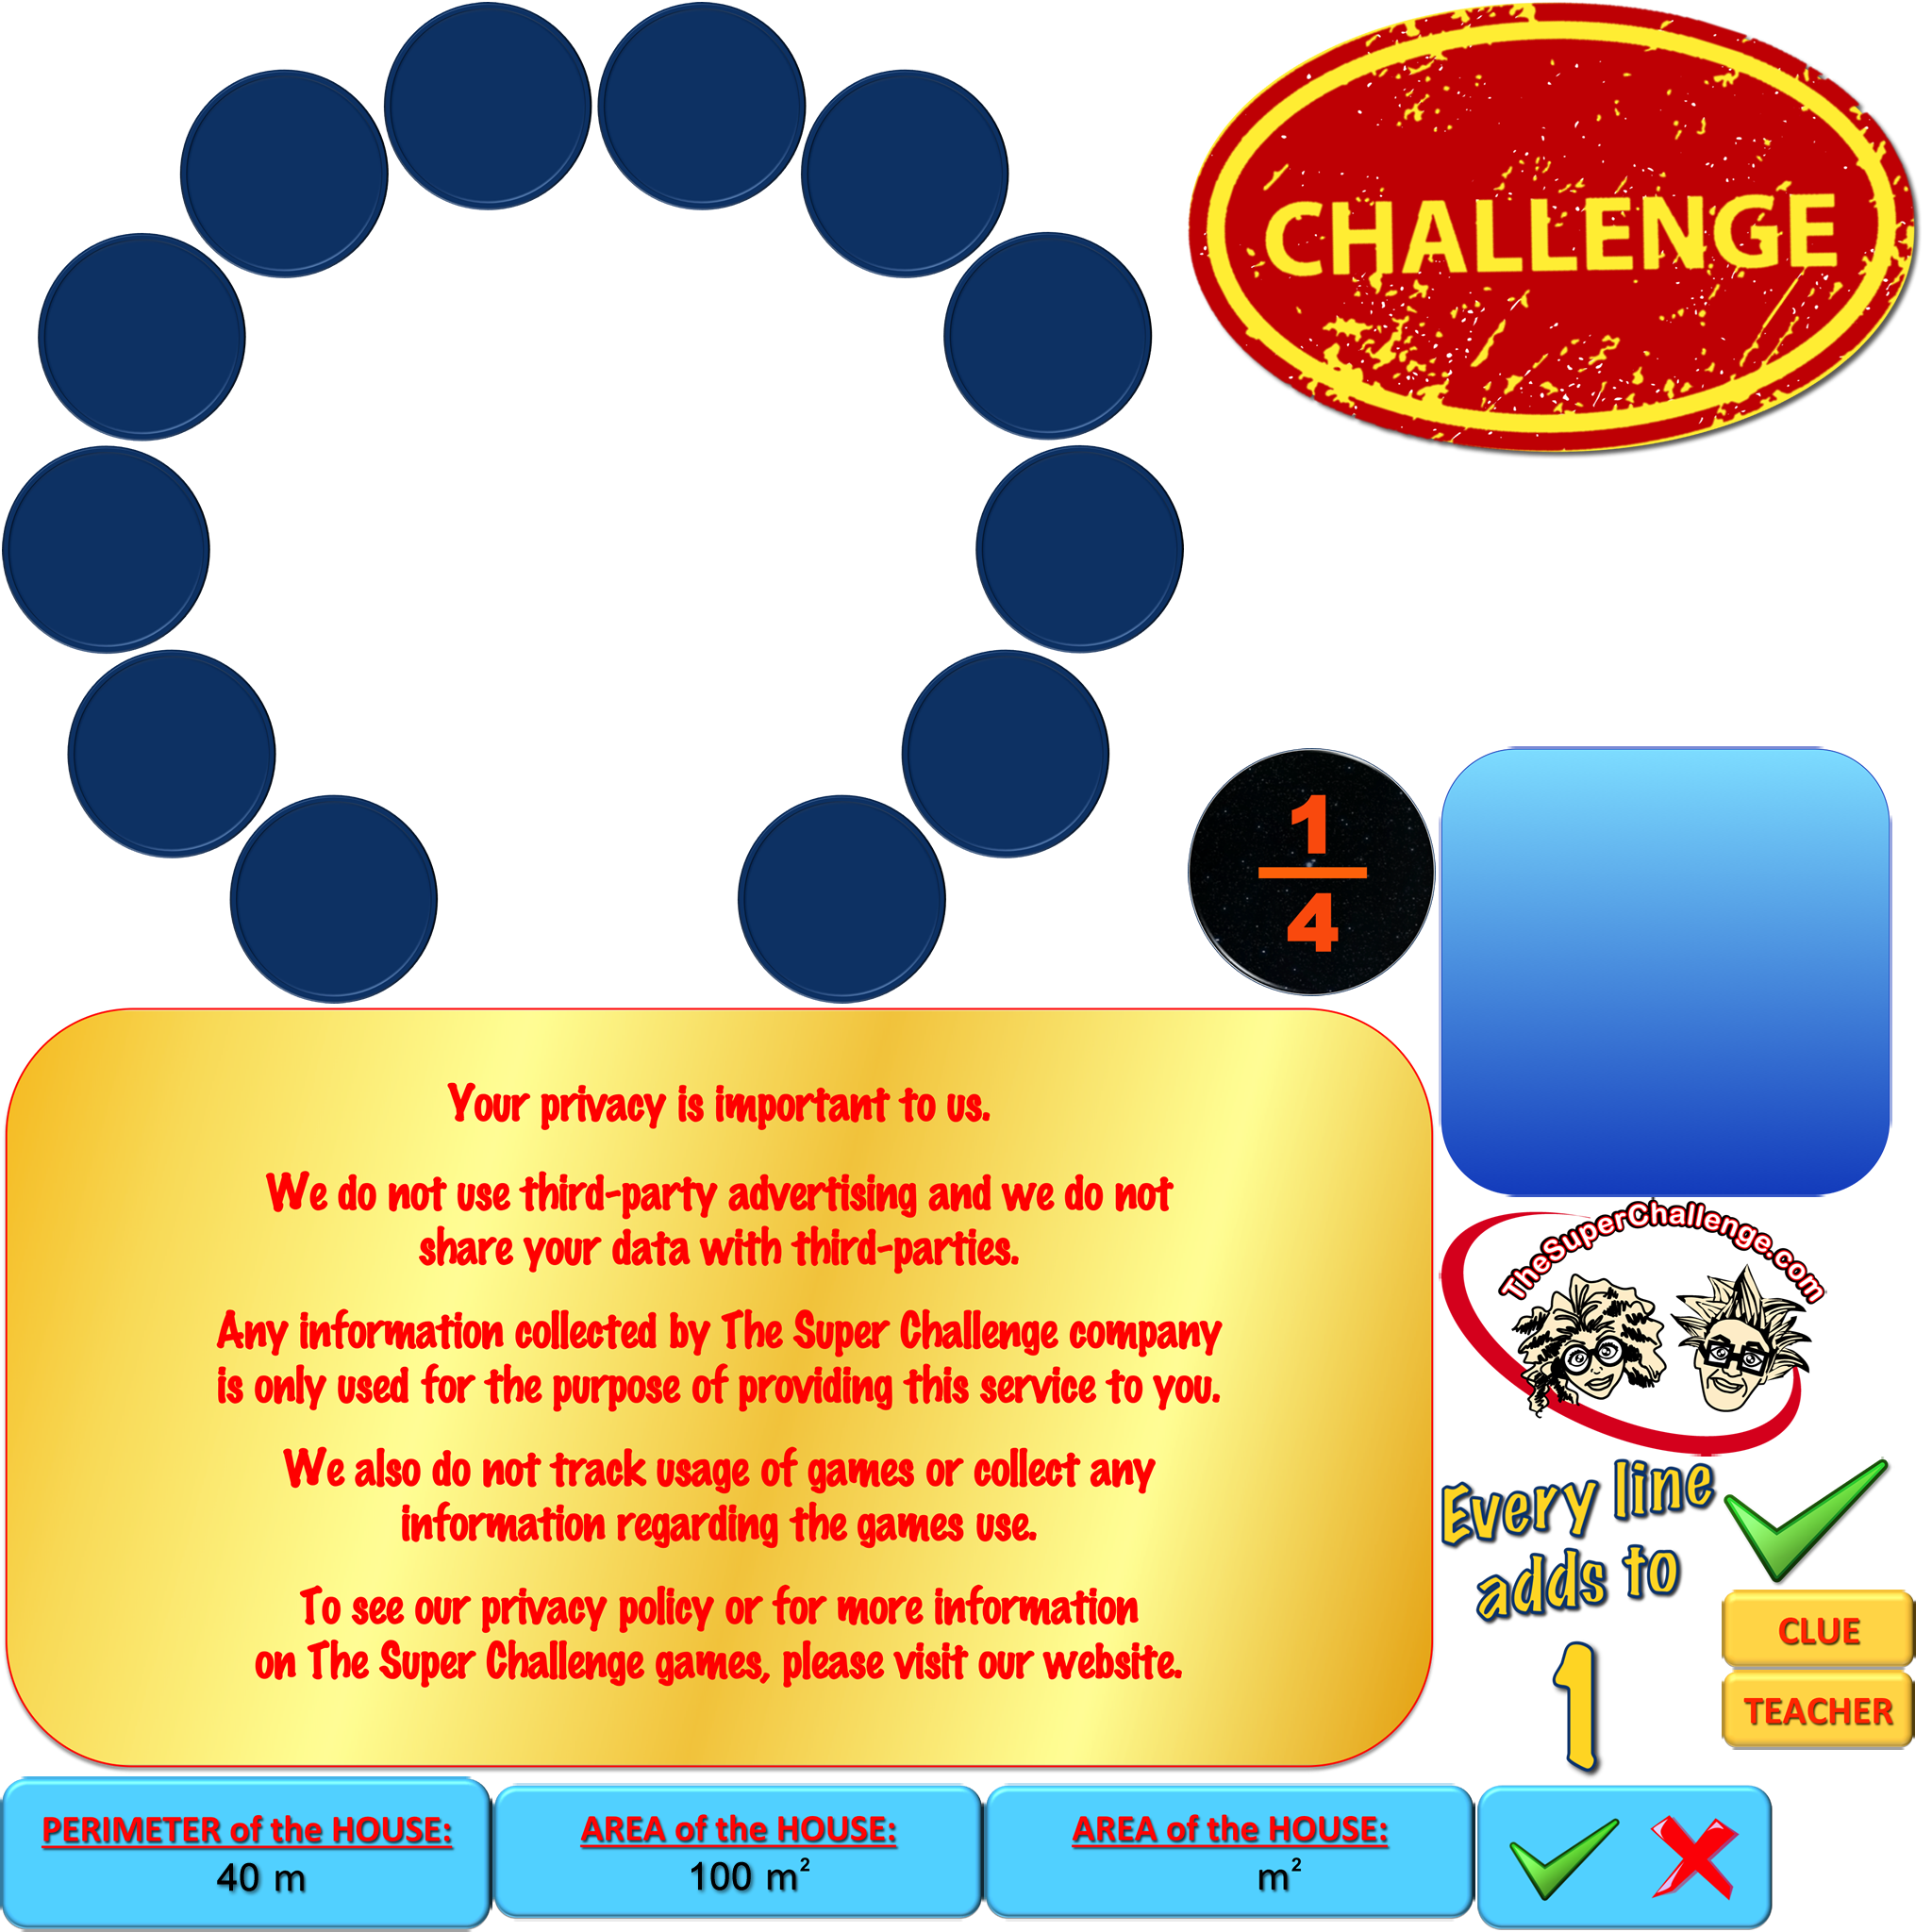 CHALLENGE
1
4
Your privacy is important to us.
We do not use third-party advertising and we do not
share your data with third-parties.
Any information collected by The Super Challenge company
is only used for the purpose of providing this service to you.
We also do not track usage of games or collect any
information regarding the games use.
To see our privacy policy or for more information
on The Super Challenge games, please visit our website.
TheSuperChallenge.com
Every line
adds to
1
CLUE
TEACHER
PERIMETER of the HOUSE:
40 m
AREA of the HOUSE:
100 m²
AREA of the HOUSE:
m²